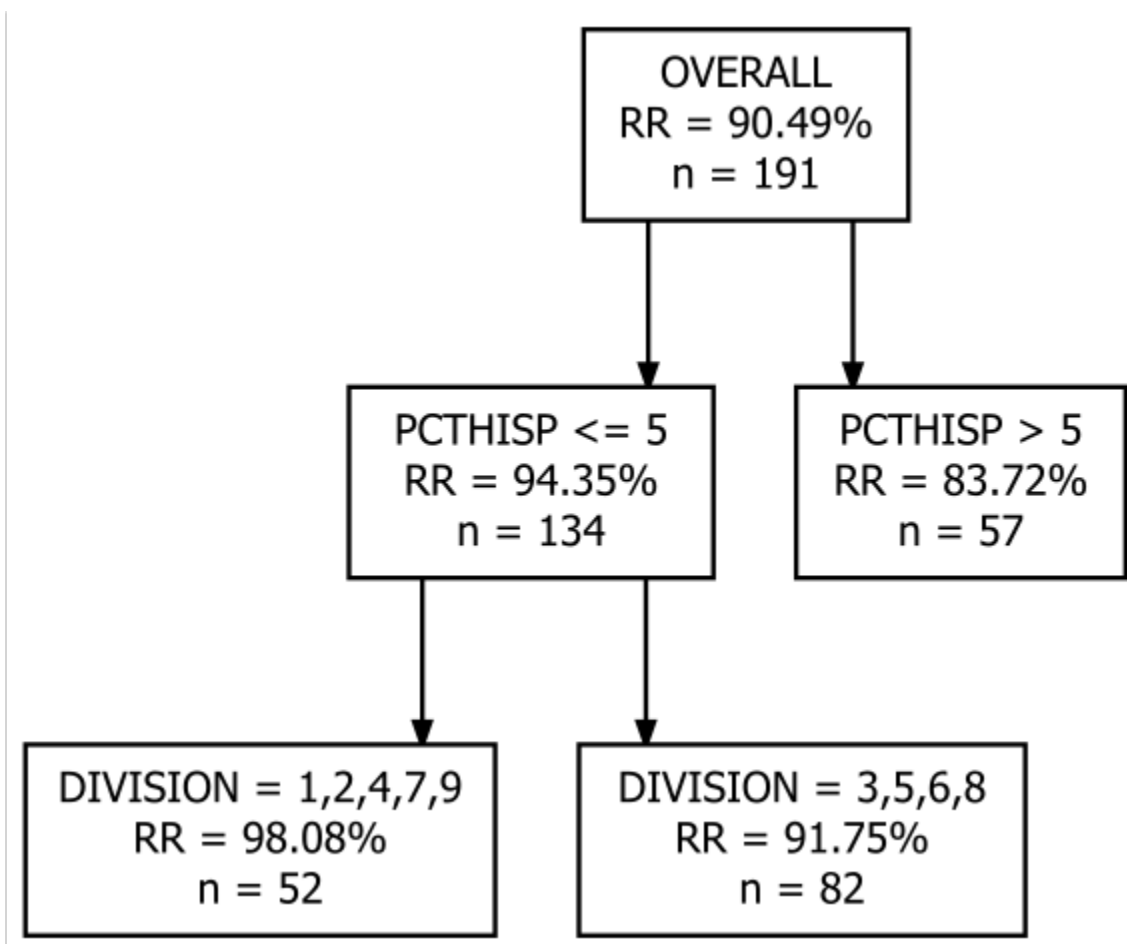 OVERALL
RR = 90.49%
n = 191
PCTHISP <= 5
RR = 94.35%
n = 134
PCTHISP > 5
RR = 83.72%
n = 57
DIVISION = 1,2,4,7,9
RR = 98.08%
n = 52
DIVISION = 3,5,6,8
RR = 91.75%
n = 82